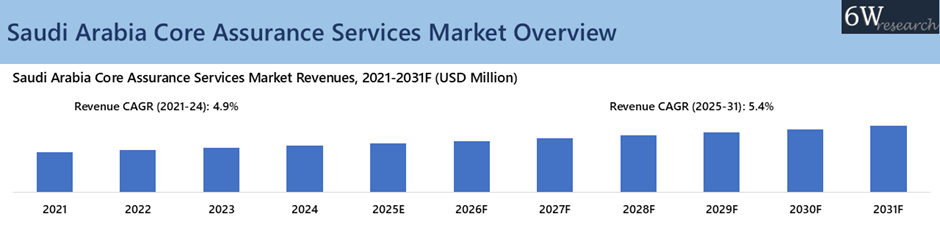 Saudi Arabia Core Assurance Services Market Overview
6W research
Saudi Arabia Core Assurance Services Market Revenues, 2021-2031F (USD Million)
Revenue CAGR (2021-24): 4.9% Revenue CAGR (2025-31): 5.4%
2021 2022 2023 2024 2025E 2026F 2027F 2028F 2029F 2030F 2031F